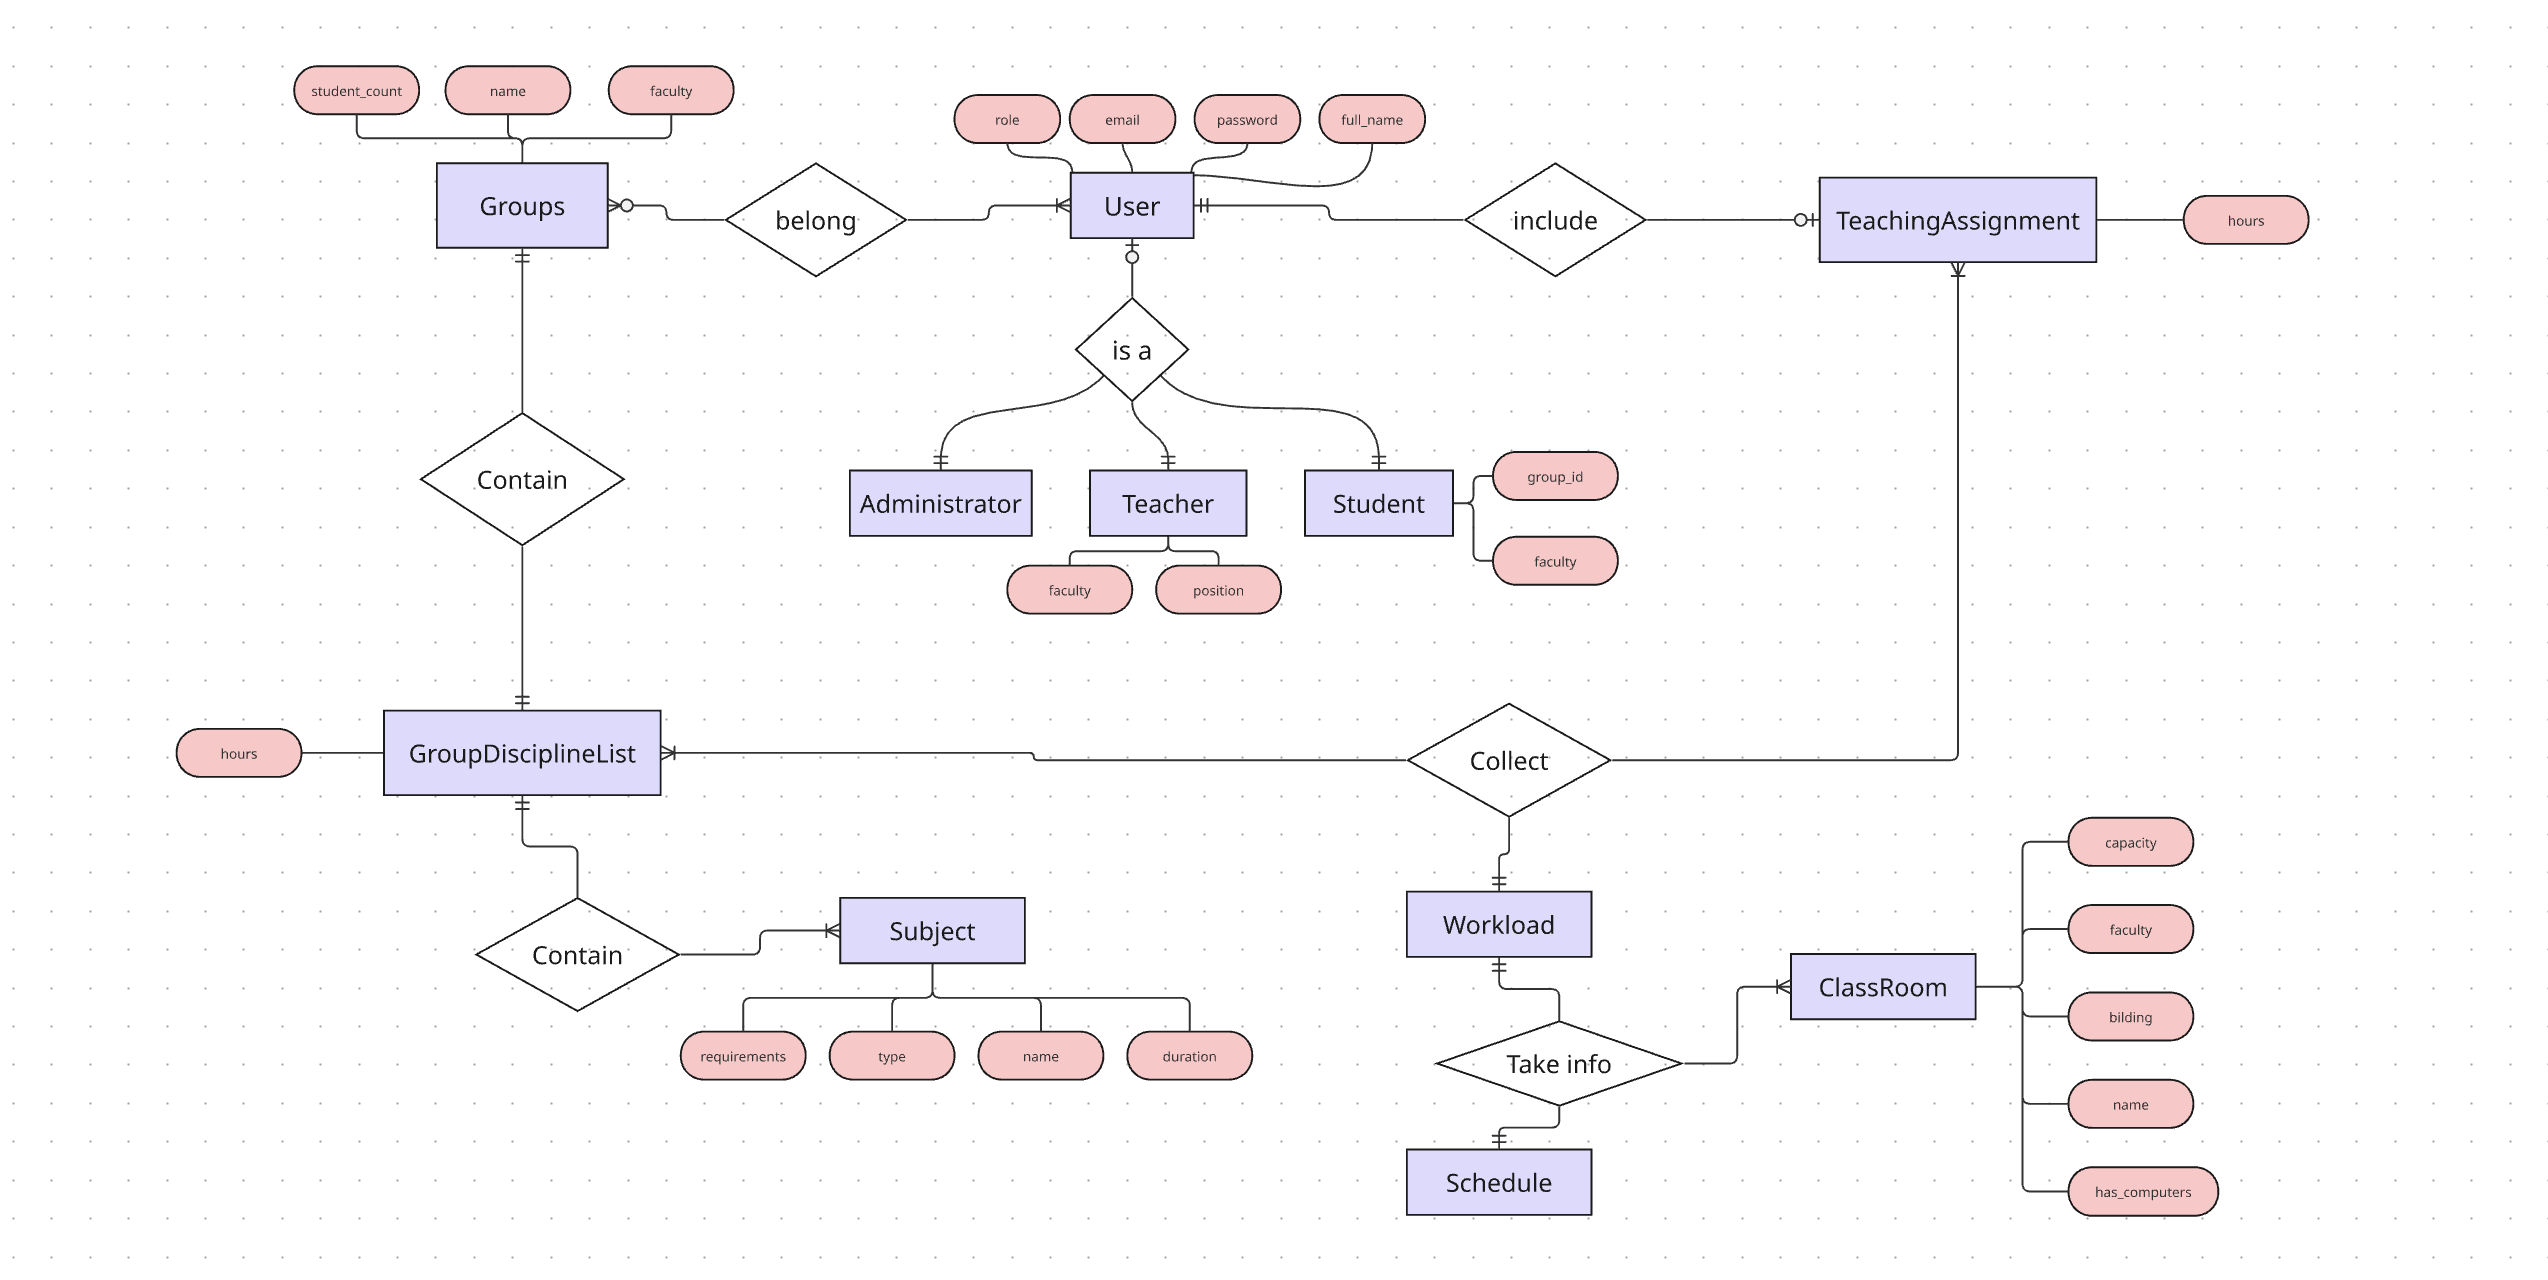 student_count
name
faculty
role
email
password
full_name
Groups
belong
User
include
TeachingAssignment
hours
is a
Contain
Administrator
Teacher
Student
group_id
faculty
faculty
position
hours
GroupDisciplineList
Collect
capacity
Subject
Workload
faculty
Contain
ClassRoom
bilding
requirements
type
name
duration
Take info
name
Schedule
has_computers